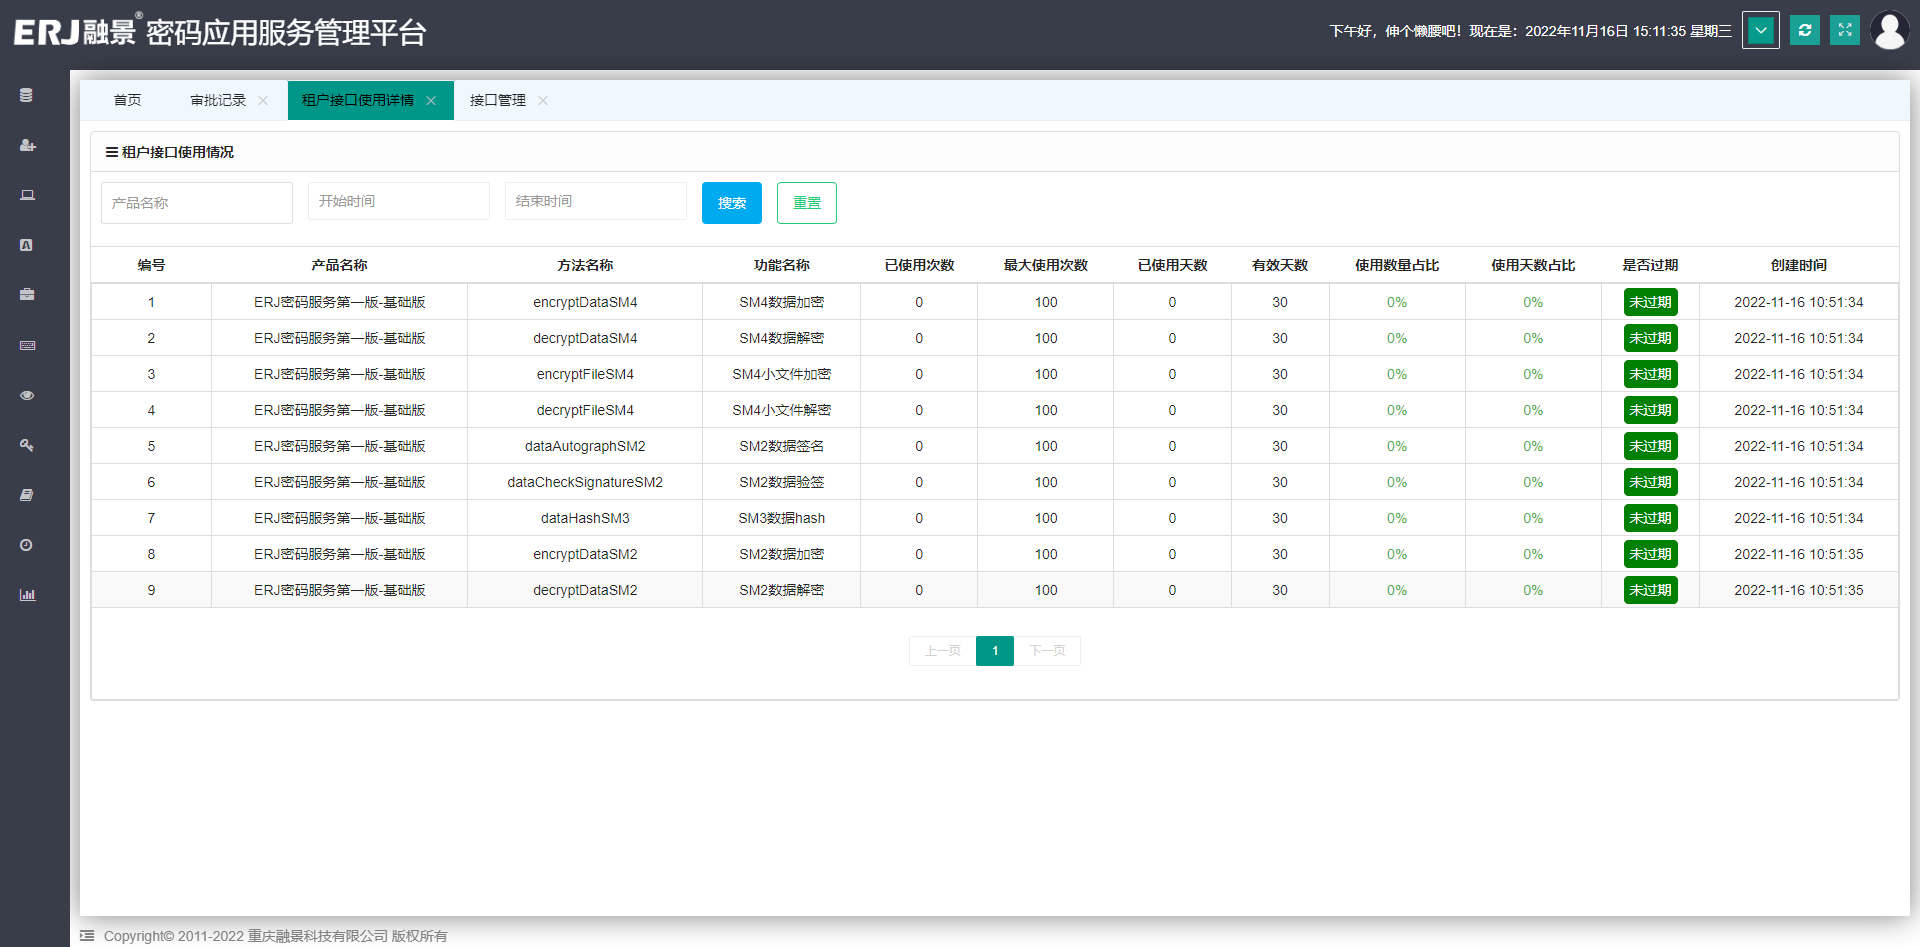 ERJ融景® 密码应用服务管理平台
下午好，伸个懒腰吧！现在是：2022年11月16日 15:11:35 星期三
首页 审批记录 租户接口使用详情 接口管理
租户接口使用情况
产品名称 开始时间 结束时间 搜索 重置
编号 产品名称 方法名称 功能名称 已使用次数 最大使用次数 已使用天数 有效天数 使用数量占比 使用天数占比 是否过期 创建时间
1 ERJ密码服务第一版-基础版 encryptDataSM4 SM4数据加密 0 100 0 30 0% 0% 未过期 2022-11-16 10:51:34
2 ERJ密码服务第一版-基础版 decryptDataSM4 SM4数据解密 0 100 0 30 0% 0% 未过期 2022-11-16 10:51:34
3 ERJ密码服务第一版-基础版 encryptFileSM4 SM4小文件加密 0 100 0 30 0% 0% 未过期 2022-11-16 10:51:34
4 ERJ密码服务第一版-基础版 decryptFileSM4 SM4小文件解密 0 100 0 30 0% 0% 未过期 2022-11-16 10:51:34
5 ERJ密码服务第一版-基础版 dataAutographSM2 SM2数据签名 0 100 0 30 0% 0% 未过期 2022-11-16 10:51:34
6 ERJ密码服务第一版-基础版 dataCheckSignatureSM2 SM2数据验签 0 100 0 30 0% 0% 未过期 2022-11-16 10:51:34
7 ERJ密码服务第一版-基础版 dataHashSM3 SM3数据hash 0 100 0 30 0% 0% 未过期 2022-11-16 10:51:34
8 ERJ密码服务第一版-基础版 encryptDataSM2 SM2数据加密 0 100 0 30 0% 0% 未过期 2022-11-16 10:51:35
9 ERJ密码服务第一版-基础版 decryptDataSM2 SM2数据解密 0 100 0 30 0% 0% 未过期 2022-11-16 10:51:35
上一页 1 下一页
Copyright© 2011-2022 重庆融景科技有限公司 版权所有